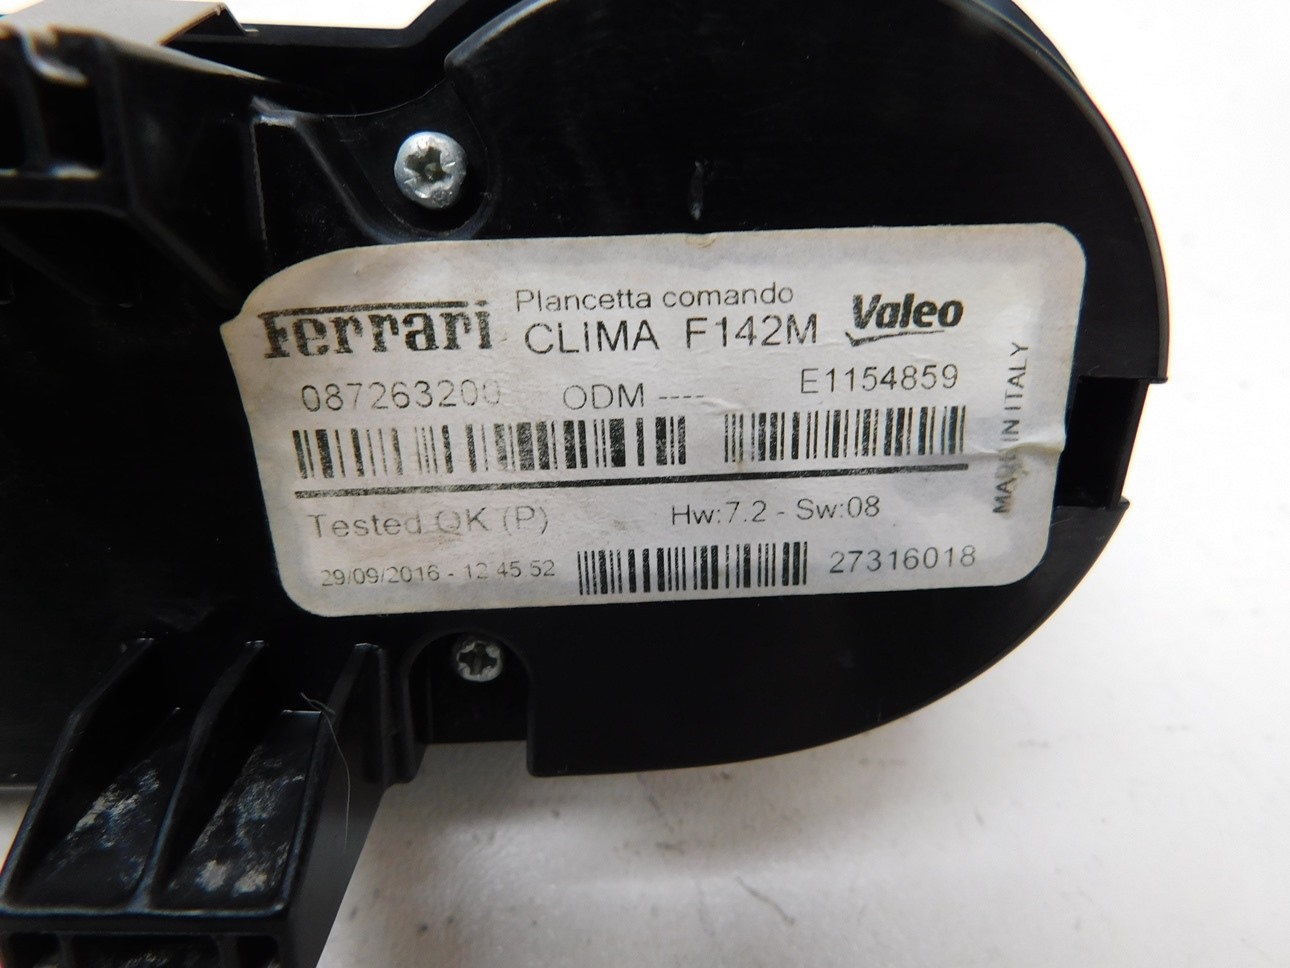 Ferrari Plancetta comando Valeo
CLIMA F142M
087263200 ODM ---- E1154859
MADE IN ITALY
Tested OK (P) Hw:7.2 - Sw:08
29/09/2016 - 12:45:52 27316018